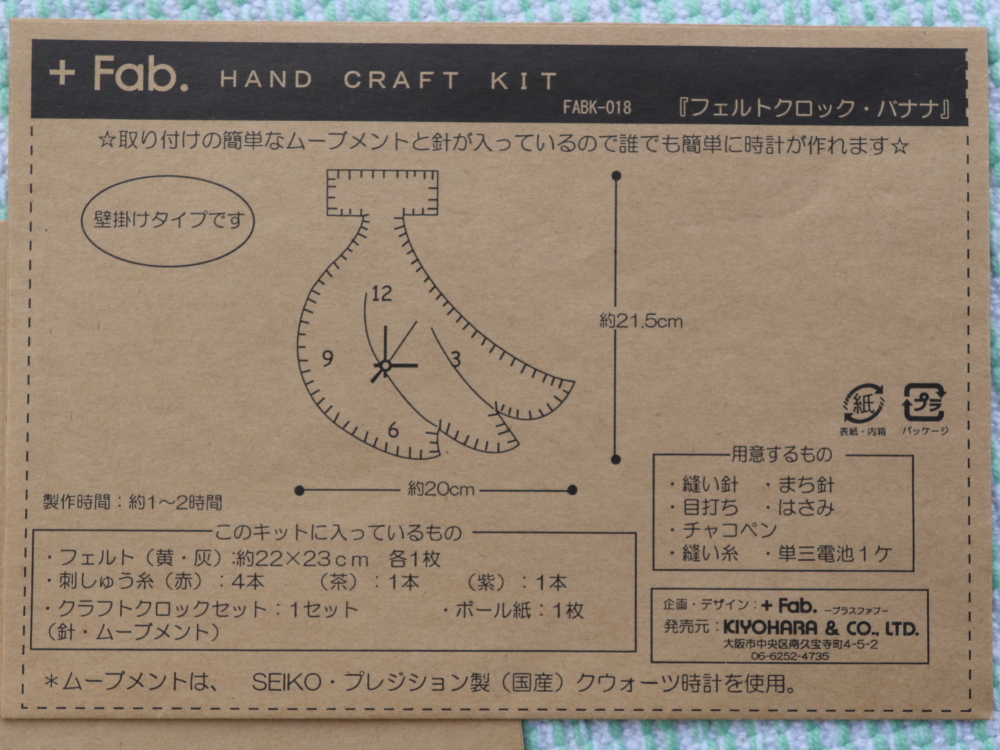 + Fab. HAND CRAFT KIT
FABK-018 『フェルトクロック・バナナ』
☆取り付けの簡単なムーブメントと針が入っているので誰でも簡単に時計が作れます☆
壁掛けタイプです
12
9
3
6
約21.5cm
約20cm
紙
表紙・内箱
プラ
パッケージ
製作時間：約1～2時間
このキットに入っているもの
・フェルト（黄・灰）:約22×23cm 各1枚
・刺しゅう糸（赤）：4本 （茶）：1本 （紫）：1本
・クラフトクロックセット：1セット ・ボール紙：1枚
（針・ムーブメント）
用意するもの
・縫い針 ・まち針
・目打ち ・はさみ
・チャコペン
・縫い糸 ・単三電池1ケ
企画・デザイン：+ Fab. ―プラスファブ―
発売元：KIYOHARA & CO., LTD.
大阪市中央区南久宝寺町4-5-2
06-6252-4735
＊ムーブメントは、 SEIKO・プレジション製（国産）クウォーツ時計を使用。